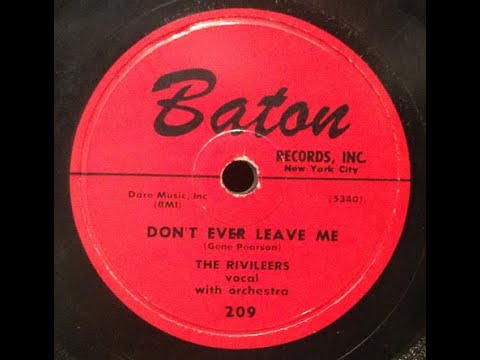 Baton
RECORDS, INC.
New York City
Dare Music, Inc
(BMI)
(5340)
DON'T EVER LEAVE ME
(Gene Pearson)
THE RIVILEERS
vocal
with orchestra
209